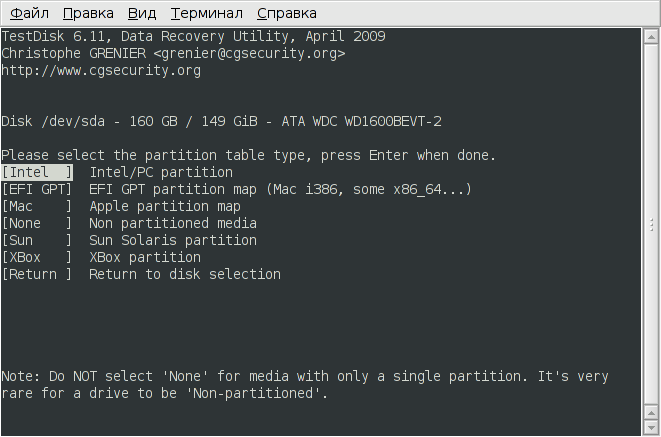 Файл Правка Вид Терминал Справка
TestDisk 6.11, Data Recovery Utility, April 2009
Christophe GRENIER <grenier@cgsecurity.org>
http://www.cgsecurity.org
Disk /dev/sda - 160 GB / 149 GiB - ATA WDC WD1600BEVT-2
Please select the partition table type, press Enter when done.
[Intel  ]  Intel/PC partition
[EFI GPT]  EFI GPT partition map (Mac i386, some x86_64...)
[Mac    ]  Apple partition map
[None   ]  Non partitioned media
[Sun    ]  Sun Solaris partition
[XBox   ]  XBox partition
[Return ]  Return to disk selection
Note: Do NOT select 'None' for media with only a single partition. It's very
rare for a drive to be 'Non-partitioned'.